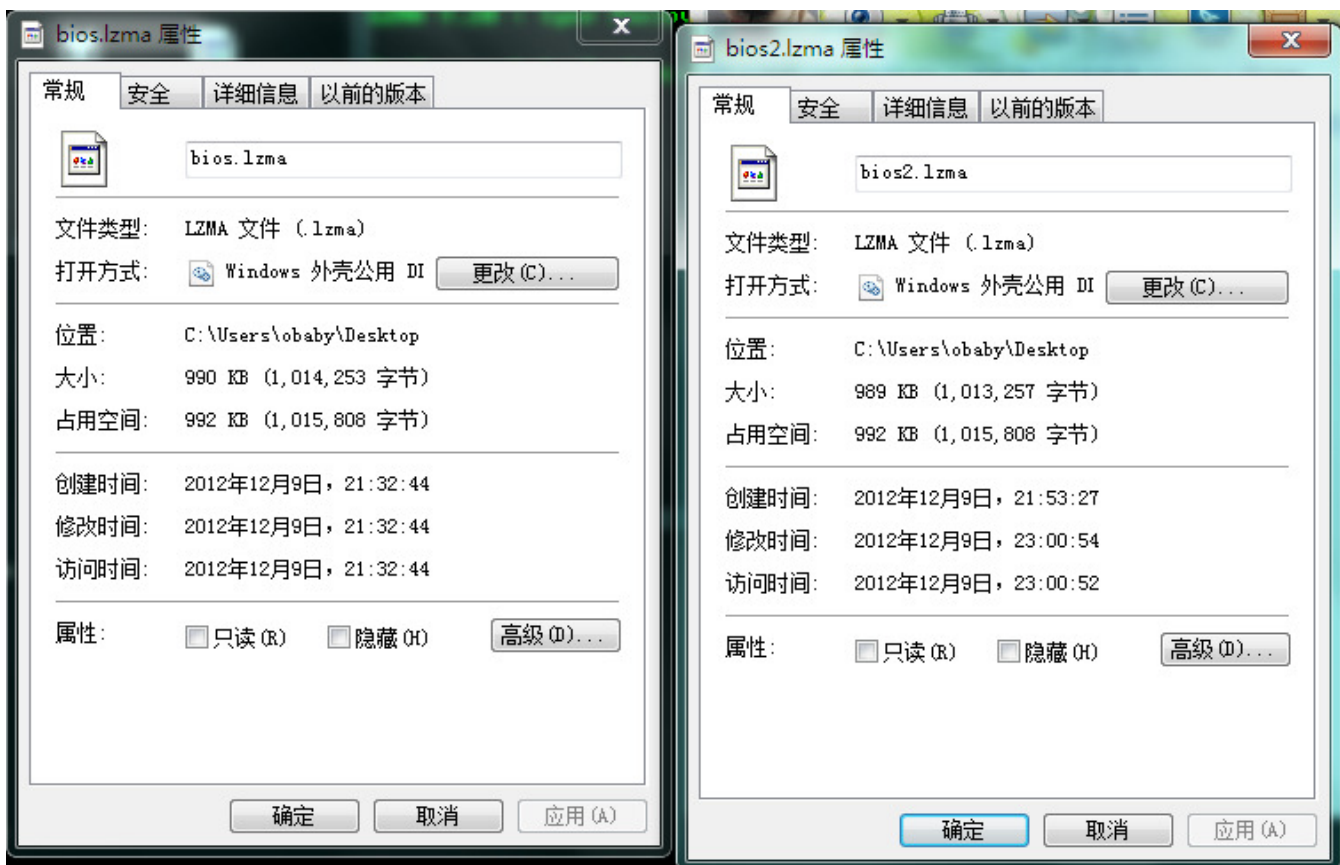 bios.lzma 属性
常规 安全 详细信息 以前的版本
bios.lzma
文件类型: LZMA 文件 (.lzma)
打开方式: Windows 外壳公用 Dl 更改(C)...
位置: C:\Users\obaby\Desktop
大小: 990 KB (1,014,253 字节)
占用空间: 992 KB (1,015,808 字节)
创建时间: 2012年12月9日，21:32:44
修改时间: 2012年12月9日，21:32:44
访问时间: 2012年12月9日，21:32:44
属性: 只读(R) 隐藏(H) 高级(D)...
确定 取消 应用(A)
bios2.lzma 属性
常规 安全 详细信息 以前的版本
bios2.lzma
文件类型: LZMA 文件 (.lzma)
打开方式: Windows 外壳公用 Dl 更改(C)...
位置: C:\Users\obaby\Desktop
大小: 989 KB (1,013,257 字节)
占用空间: 992 KB (1,015,808 字节)
创建时间: 2012年12月9日，21:53:27
修改时间: 2012年12月9日，23:00:54
访问时间: 2012年12月9日，23:00:52
属性: 只读(R) 隐藏(H) 高级(D)...
确定 取消 应用(A)